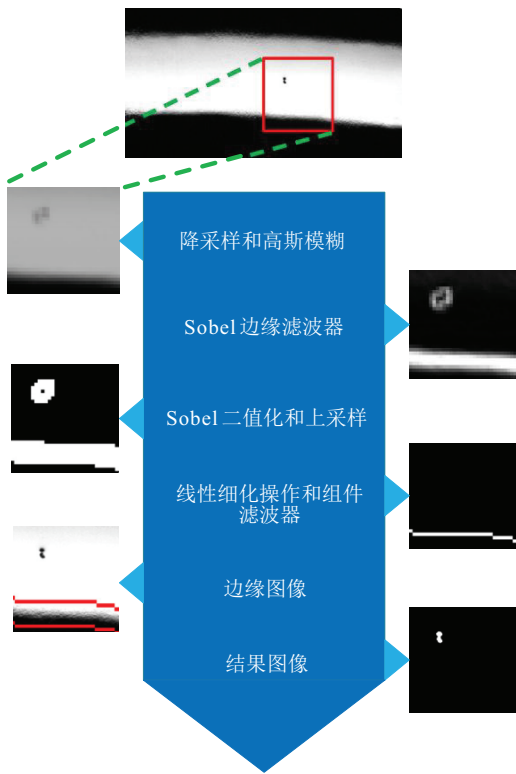 降采样和高斯模糊
Sobel边缘滤波器
Sobel二值化和上采样
线性细化操作和组件
滤波器
边缘图像
结果图像